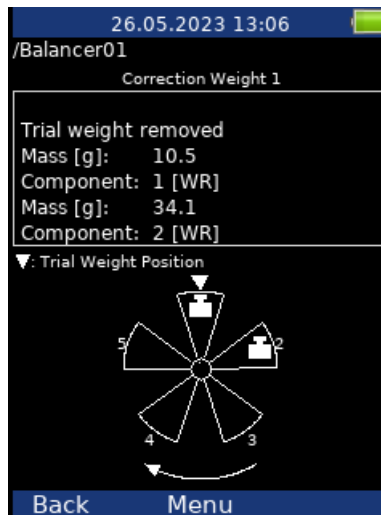 26.05.2023 13:06
/Balancer01
Correction Weight 1
Trial weight removed
Mass [g]: 10.5
Component: 1 [WR]
Mass [g]: 34.1
Component: 2 [WR]
: Trial Weight Position
5
2
4
3
Back Menu